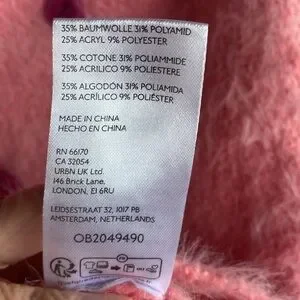 35% BAUMWOLLE 31% POLYAMID
25% ACRYL 9% POLYESTER
35% COTONE 31% POLIAMMIDE
25% ACRILICO 9% POLIESTERE
35% ALGODÓN 31% POLIAMIDA
25% ACRÍLICO 9% POLIÉSTER
MADE IN CHINA
HECHO EN CHINA
RN 66170
CA 32054
URBN UK Ltd.
146 Brick Lane,
LONDON, E1 6RU
LEIDSESTRAAT 32, 1017 PB
AMSTERDAM, NETHERLANDS
OB2049490
FR